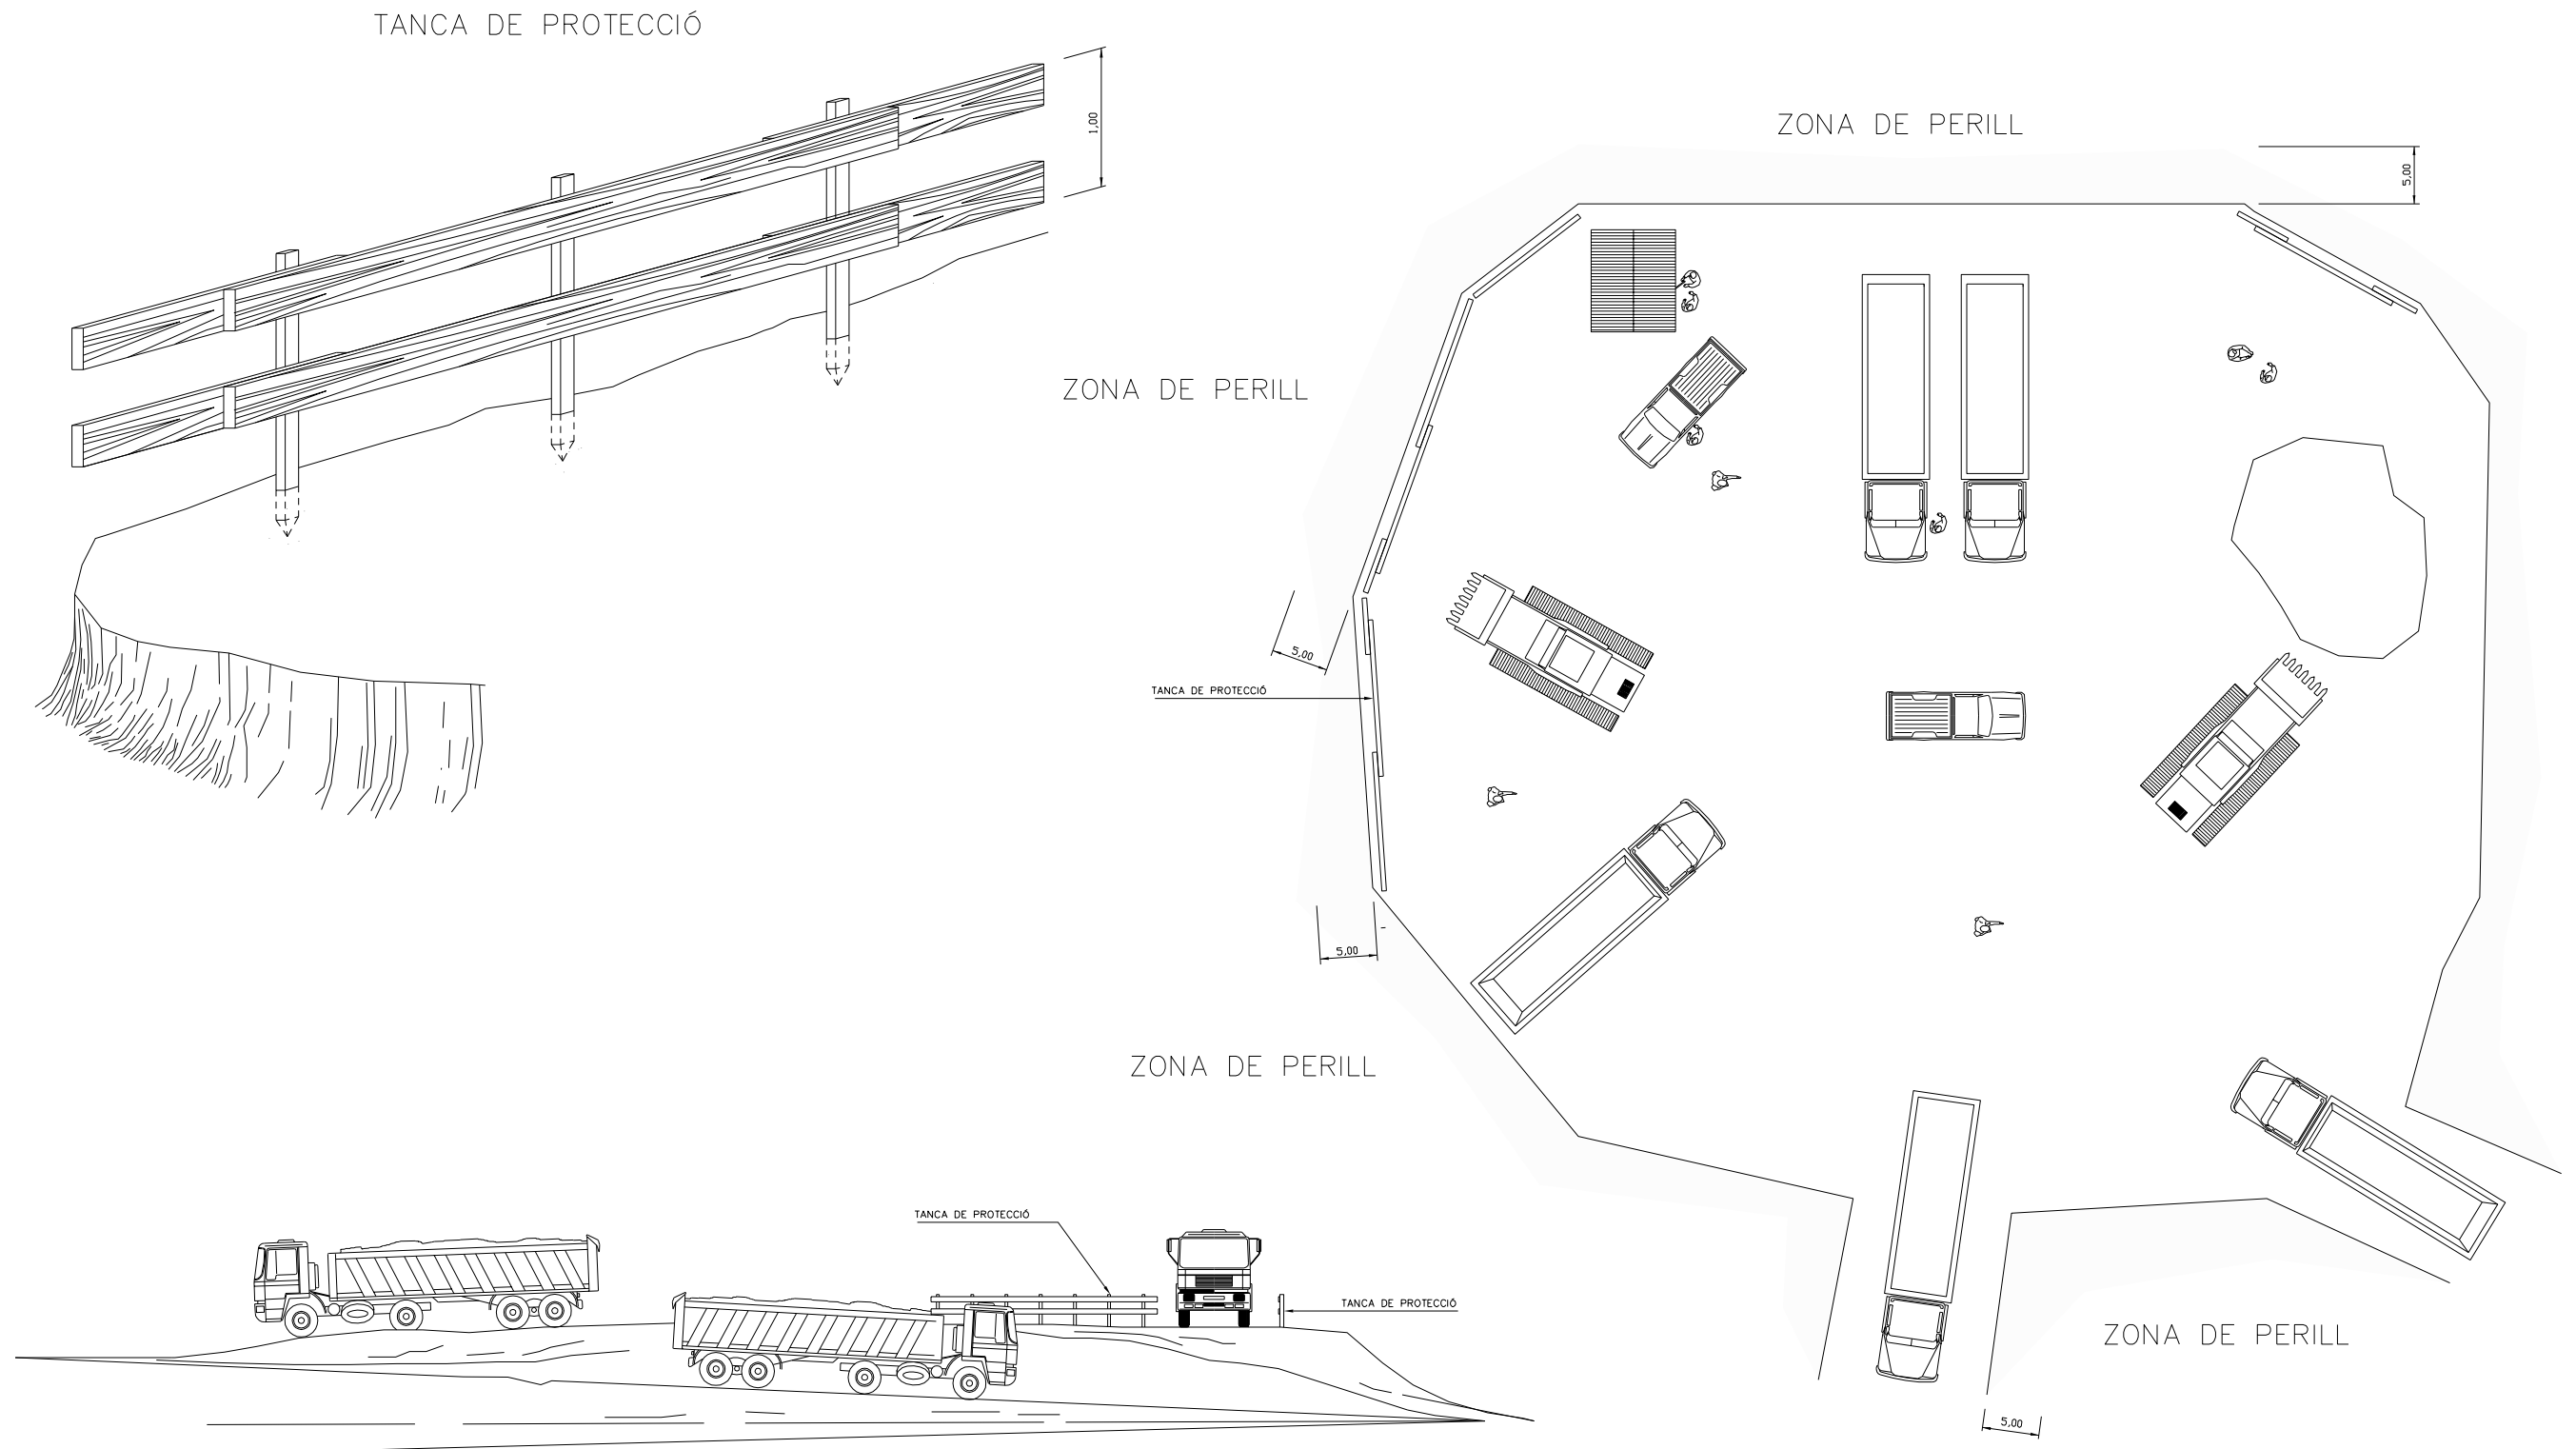 TANCA DE PROTECCIÓ
1,00
ZONA DE PERILL
5,00
ZONA DE PERILL
5,00
TANCA DE PROTECCIÓ
5,00
ZONA DE PERILL
TANCA DE PROTECCIÓ
TANCA DE PROTECCIÓ
ZONA DE PERILL
5,00